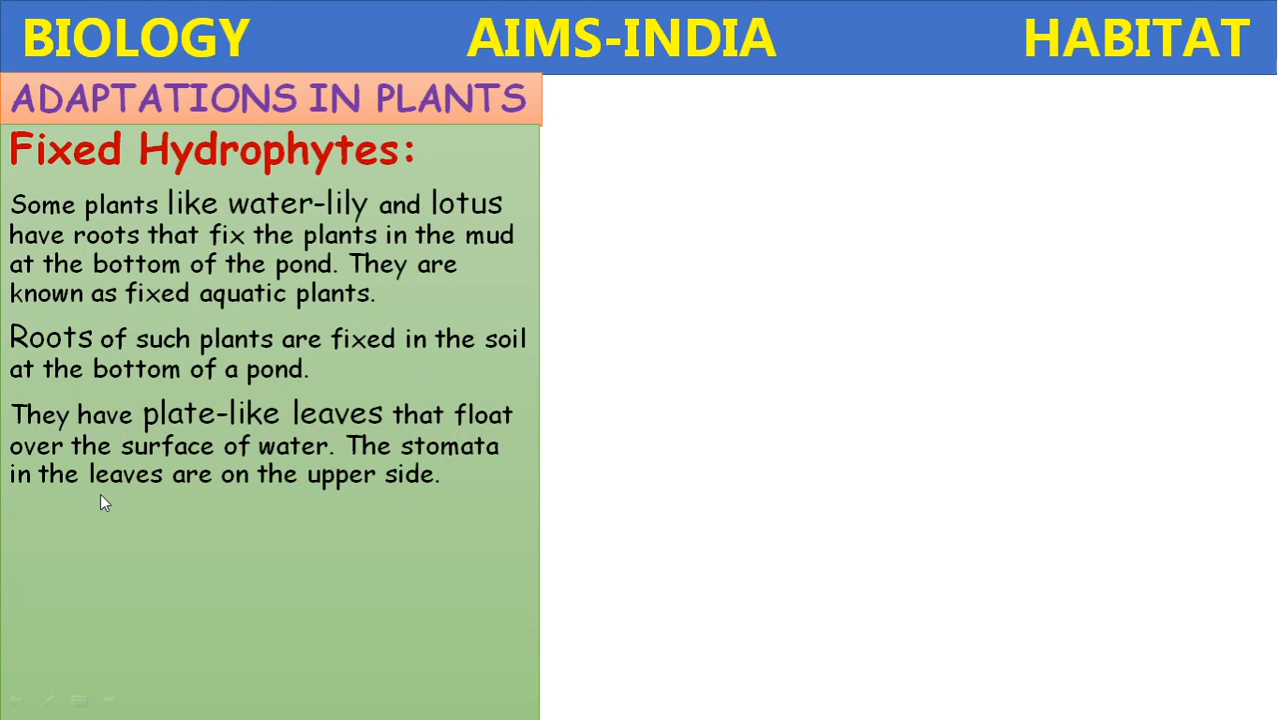 BIOLOGY AIMS-INDIA HABITAT
ADAPTATIONS IN PLANTS
Fixed Hydrophytes:
Some plants like water-lily and lotus
have roots that fix the plants in the mud
at the bottom of the pond. They are
known as fixed aquatic plants.
Roots of such plants are fixed in the soil
at the bottom of a pond.
They have plate-like leaves that float
over the surface of water. The stomata
in the leaves are on the upper side.